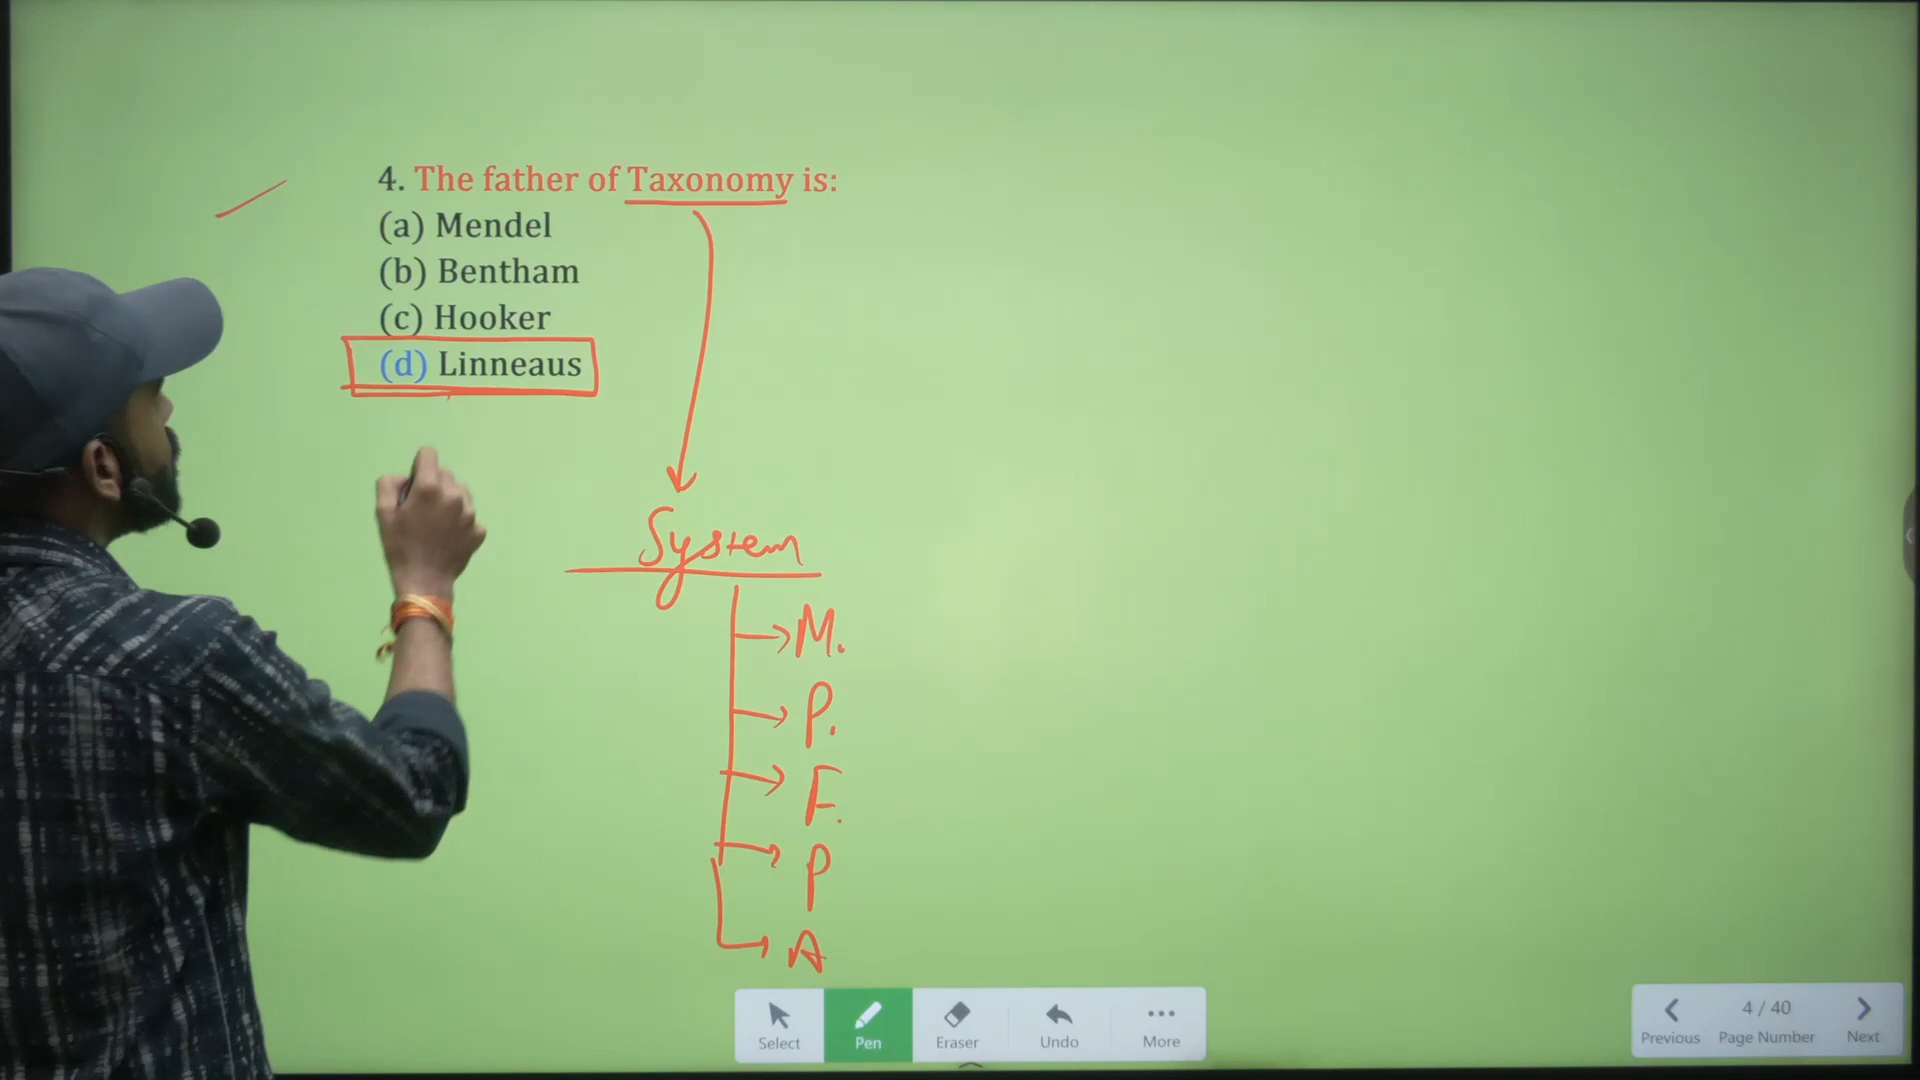 4. The father of Taxonomy is:
(a) Mendel
(b) Bentham
(c) Hooker
(d) Linneaus
System
M.
P.
F.
P
A
Select
Pen
Eraser
Undo
More
Previous
4 / 40
Page Number
Next